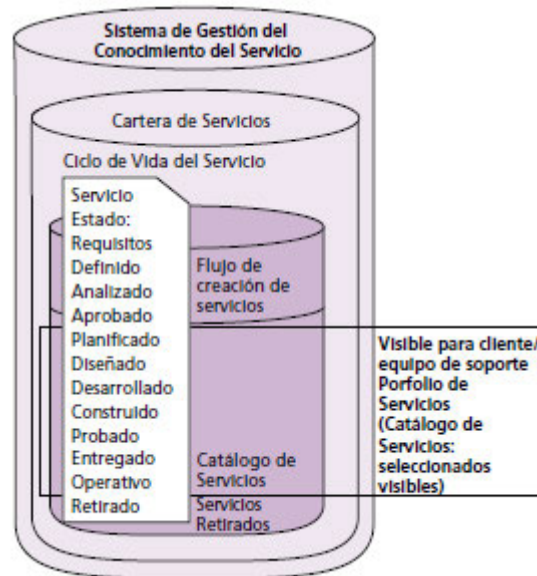 Sistema de Gestión del
Conocimiento del Servicio
Cartera de Servicios
Ciclo de Vida del Servicio
Servicio
Estado:
Requisitos
Definido
Analizado
Aprobado
Planificado
Diseñado
Desarrollado
Construido
Probado
Entregado
Operativo
Retirado
Flujo de
creación de
servicios
Catálogo de
Servicios
Servicios
Retirados
Visible para cliente/
equipo de soporte
Porfolio de
Servicios
(Catálogo de
Servicios:
seleccionados
visibles)